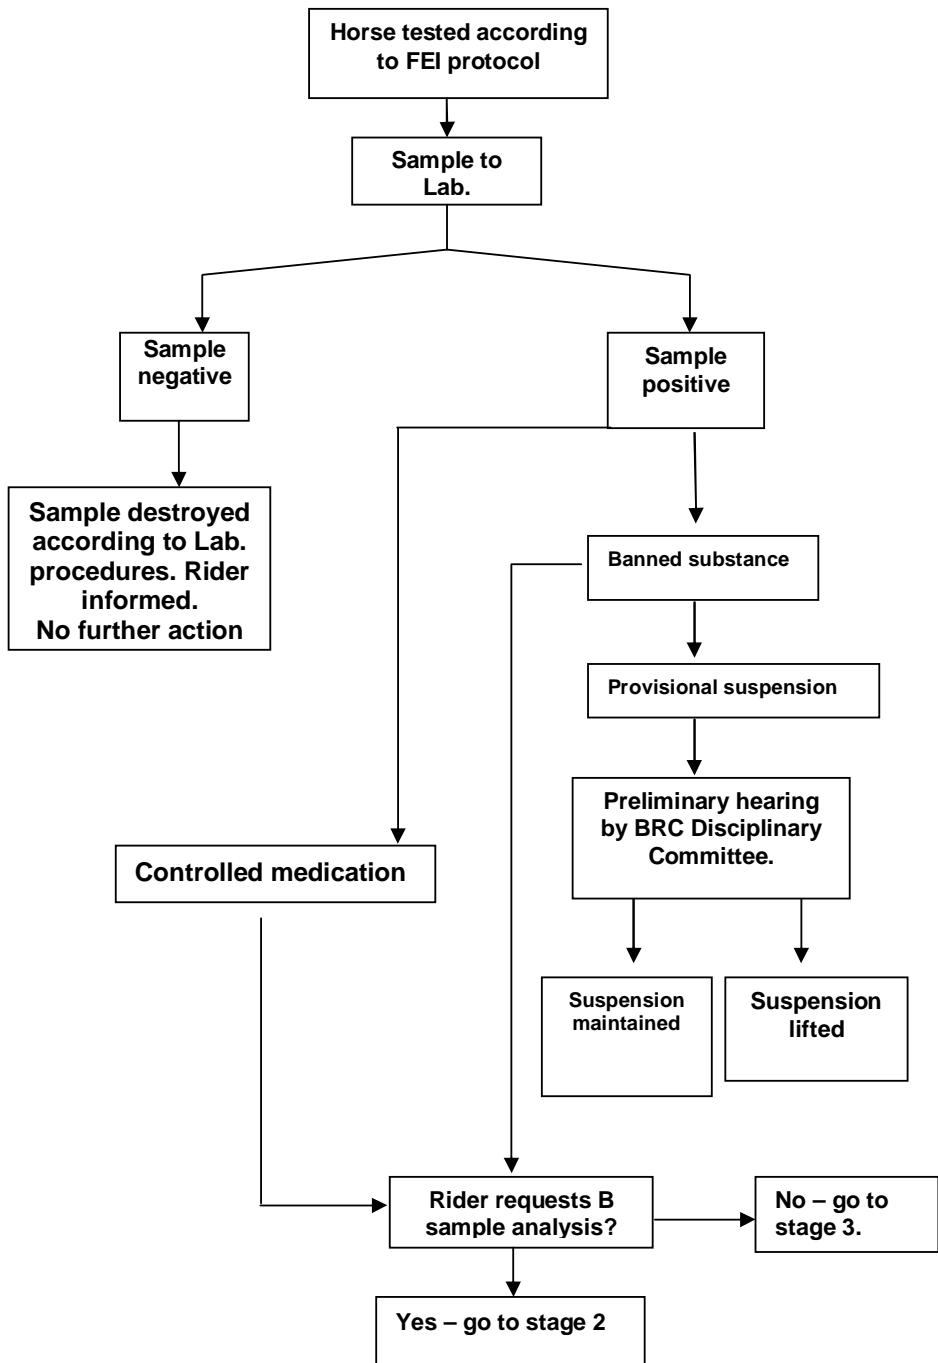 Horse tested according
to FEI protocol
Sample to
Lab.
Sample
negative
Sample
positive
Sample destroyed
according to Lab.
procedures. Rider
informed.
No further action
Banned substance
Provisional suspension
Preliminary hearing
by BRC Disciplinary
Committee.
Controlled medication
Suspension
maintained
Suspension
lifted
Rider requests B
sample analysis?
No – go to
stage 3.
Yes – go to stage 2